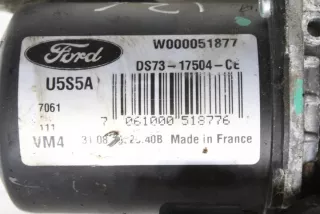 Ford
W000051877
DS73-17504-CE
U5S5A
7061
111
7 061000 518776
VM4
Made in France